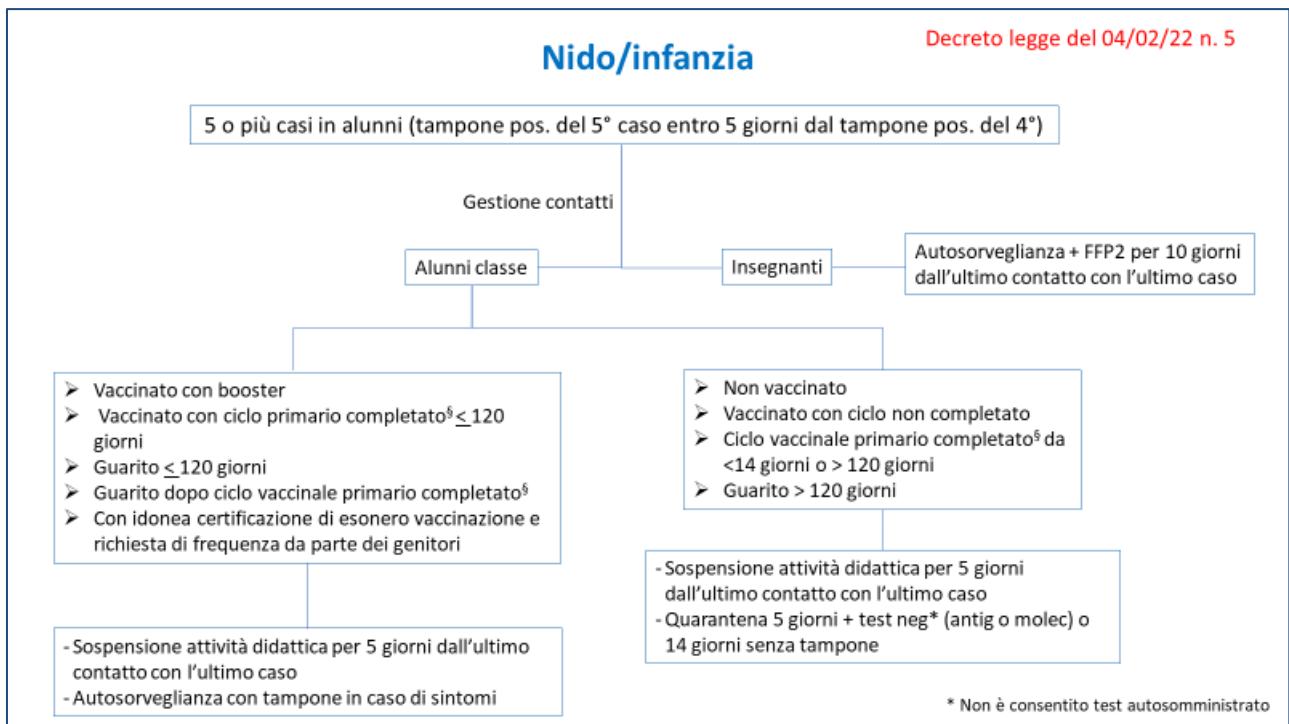 Decreto legge del 04/02/22 n. 5
Nido/infanzia
5 o più casi in alunni (tampone pos. del 5° caso entro 5 giorni dal tampone pos. del 4°)
Gestione contatti
Alunni classe
Insegnanti
Autosorveglianza + FFP2 per 10 giorni
dall'ultimo contatto con l'ultimo caso
➤ Vaccinato con booster
➤ Vaccinato con ciclo primario completato§ < 120
giorni
➤ Guarito < 120 giorni
➤ Guarito dopo ciclo vaccinale primario completato§
➤ Con idonea certificazione di esonero vaccinazione e
richiesta di frequenza da parte dei genitori
➤ Non vaccinato
➤ Vaccinato con ciclo non completato
➤ Ciclo vaccinale primario completato§ da
<14 giorni o > 120 giorni
➤ Guarito > 120 giorni
- Sospensione attività didattica per 5 giorni dall'ultimo
contatto con l'ultimo caso
- Autosorveglianza con tampone in caso di sintomi
- Sospensione attività didattica per 5 giorni
dall'ultimo contatto con l'ultimo caso
- Quarantena 5 giorni + test neg* (antig o molec) o
14 giorni senza tampone
* Non è consentito test autosomministrato